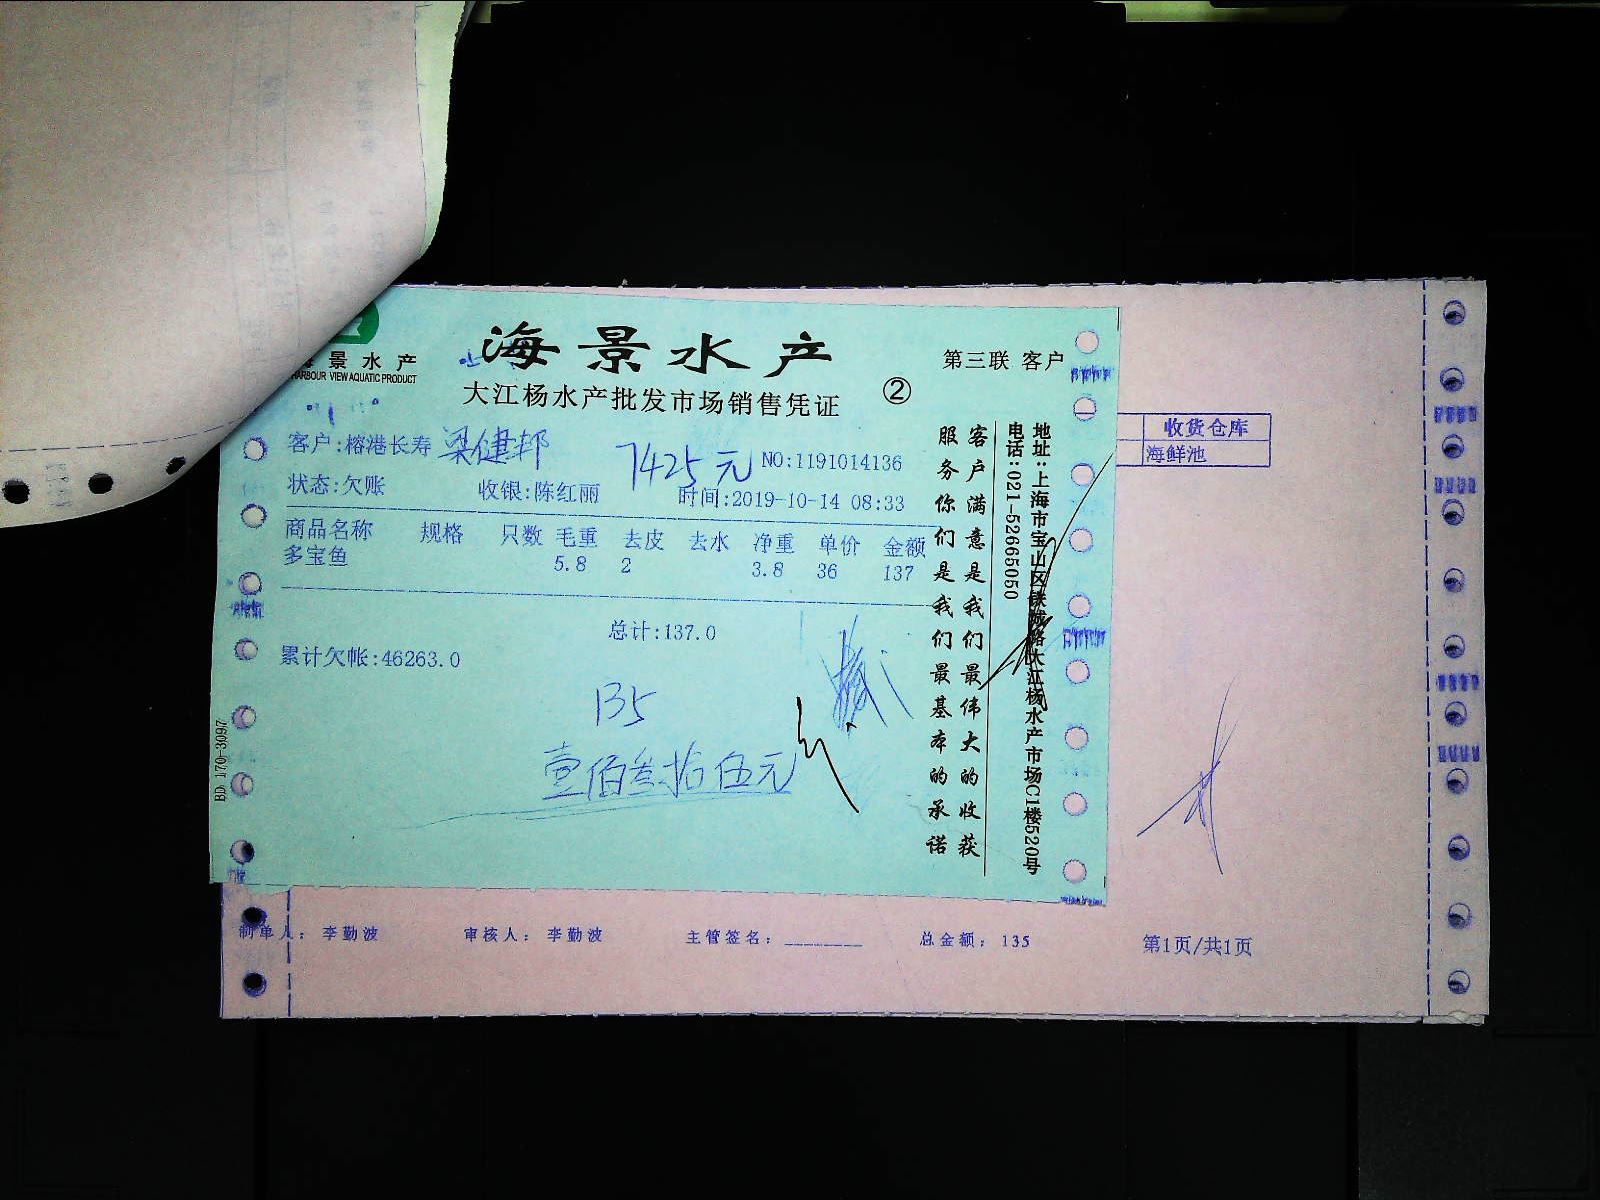 景水产
HARBOUR VIEW AQUATIC PRODUCT
海景水产
大江杨水产批发市场销售凭证
②
第三联 客户
客户:榕港长寿 梁健邦
7425元
NO:1191014136
状态:欠账 收银:陈红丽 时间:2019-10-14 08:33
商品名称 规格 只数 毛重 去皮 去水 净重 单价 金额
多宝鱼 5.8 2 3.8 36 137
总计:137.0
累计欠帐:46263.0
135
壹佰叁拾伍元
客户满意是我们最伟大的收获
服务你们是我们最基本的承诺
地址:上海市宝山区铁城路大江杨水产市场C1楼520号
电话:021-52665050
BD 170-3097
收货仓库
海鲜池
制单人: 李勤波 审核人: 李勤波 主管签名: ________ 总金额: 135 第1页/共1页